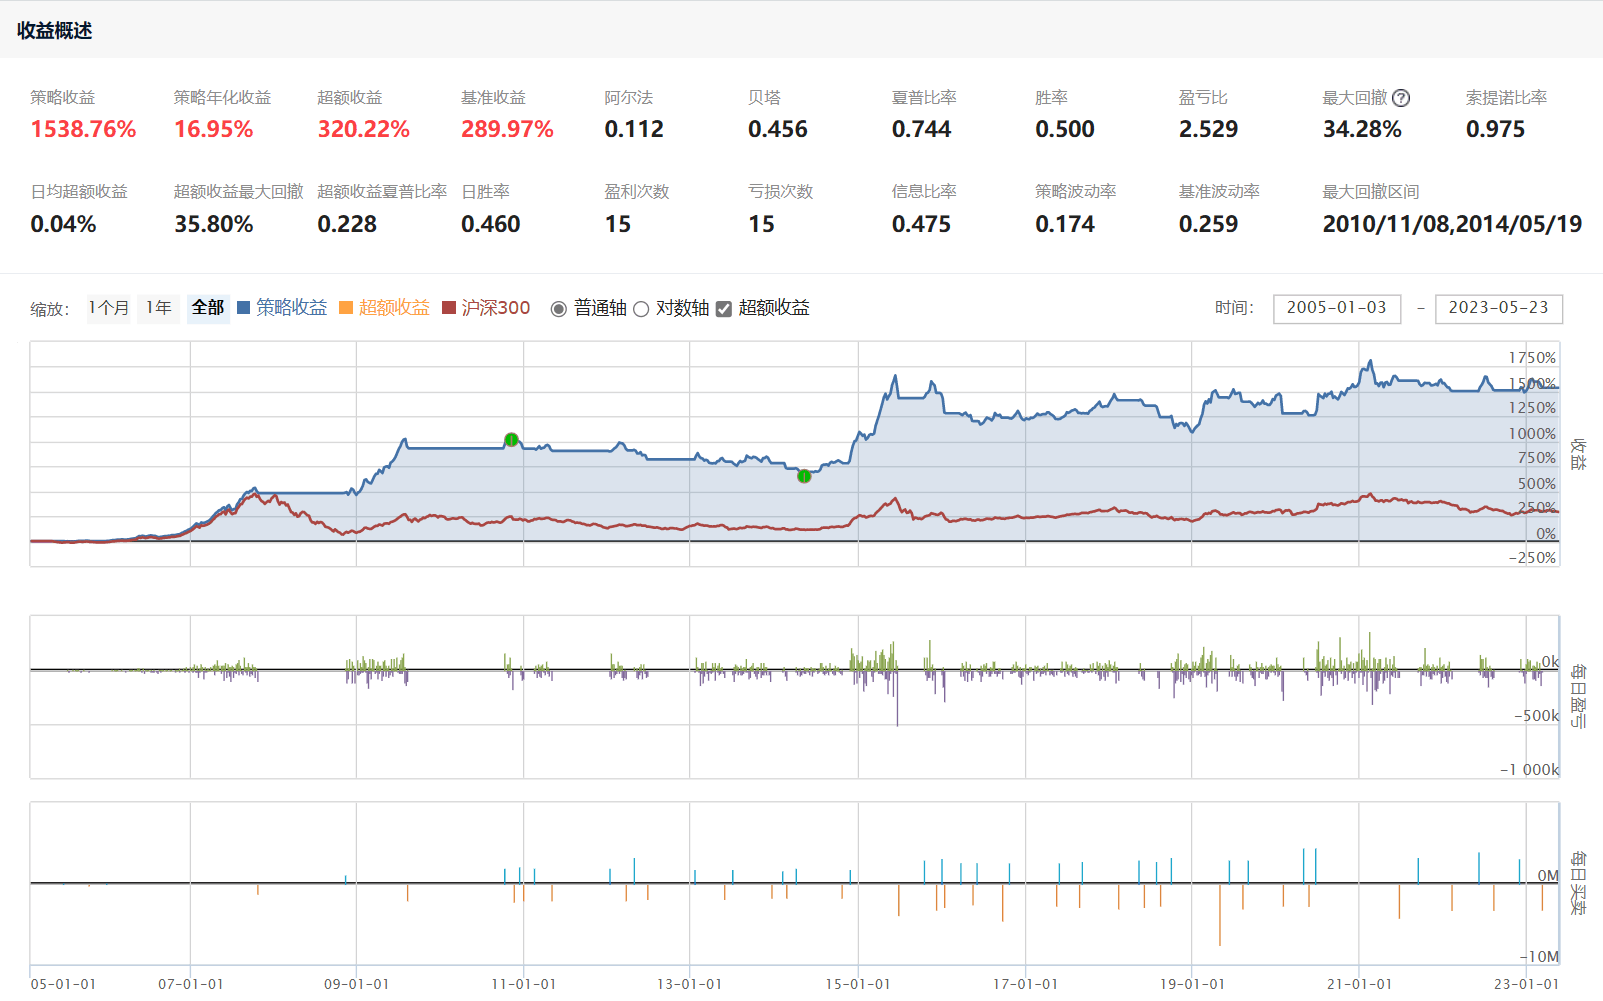 收益概述
策略收益 策略年化收益 超额收益 基准收益 阿尔法 贝塔 夏普比率 胜率 盈亏比 最大回撤 ? 索提诺比率
1538.76% 16.95% 320.22% 289.97% 0.112 0.456 0.744 0.500 2.529 34.28% 0.975
日均超额收益 超额收益最大回撤 超额收益夏普比率 日胜率 盈利次数 亏损次数 信息比率 策略波动率 基准波动率 最大回撤区间
0.04% 35.80% 0.228 0.460 15 15 0.475 0.174 0.259 2010/11/08,2014/05/19
缩放: 1个月 1年 全部 策略收益 超额收益 沪深300 普通轴 对数轴 超额收益 时间: 2005-01-03 - 2023-05-23
1750%
1500%
1250%
1000%
750%
500%
250%
0%
-250%
收益
0k
-500k
-1 000k
每日盈亏
0M
-10M
每日买卖
05-01-01 07-01-01 09-01-01 11-01-01 13-01-01 15-01-01 17-01-01 19-01-01 21-01-01 23-01-01